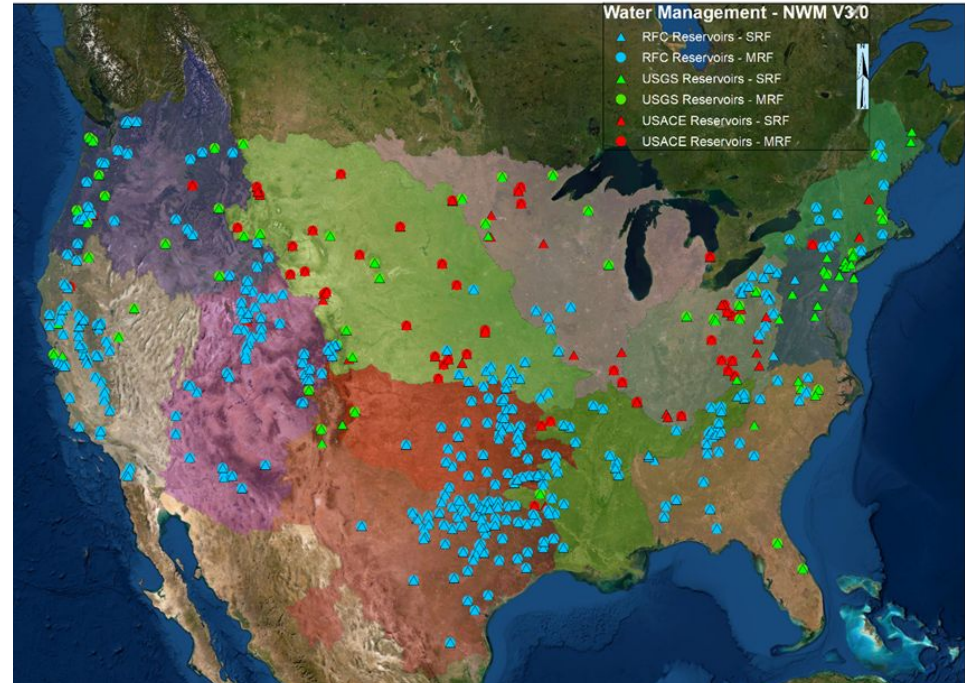 Water Management - NWM V3.0
RFC Reservoirs - SRF
RFC Reservoirs - MRF
USGS Reservoirs - SRF
USGS Reservoirs - MRF
USACE Reservoirs - SRF
USACE Reservoirs - MRF